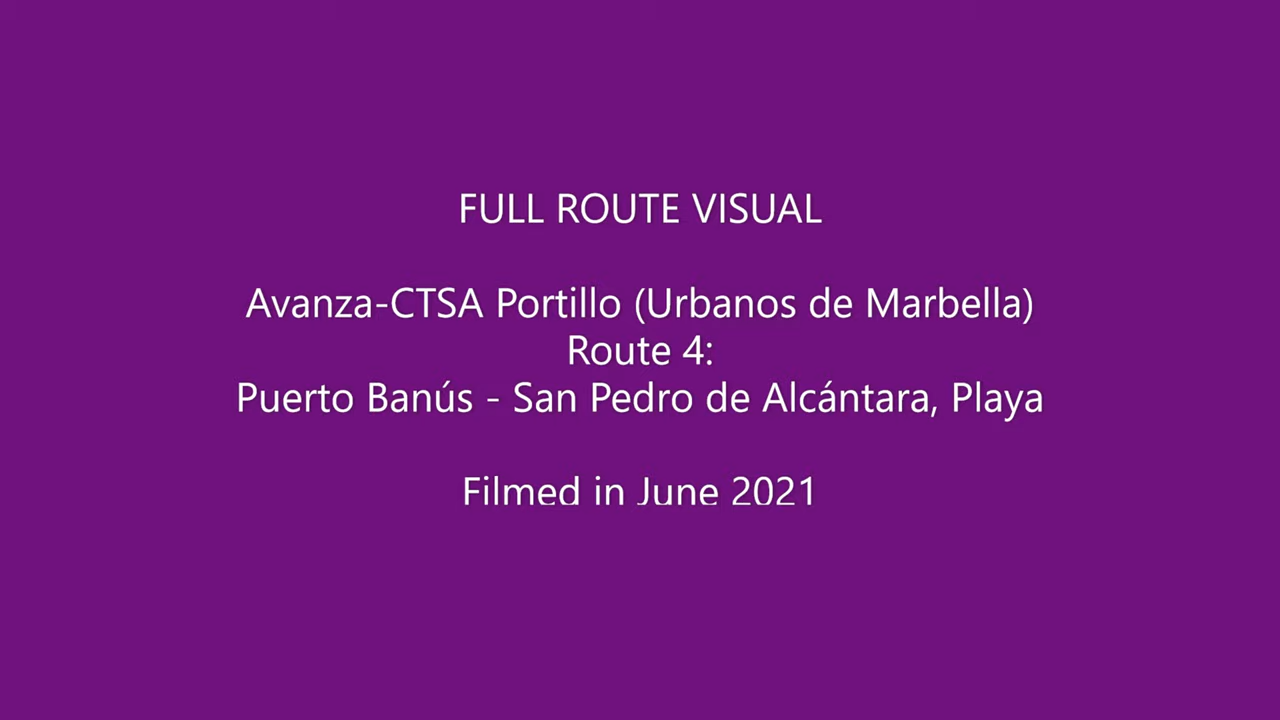 FULL ROUTE VISUAL
Avanza-CTSA Portillo (Urbanos de Marbella)
Route 4:
Puerto Banús - San Pedro de Alcántara, Playa
Filmed in June 2021